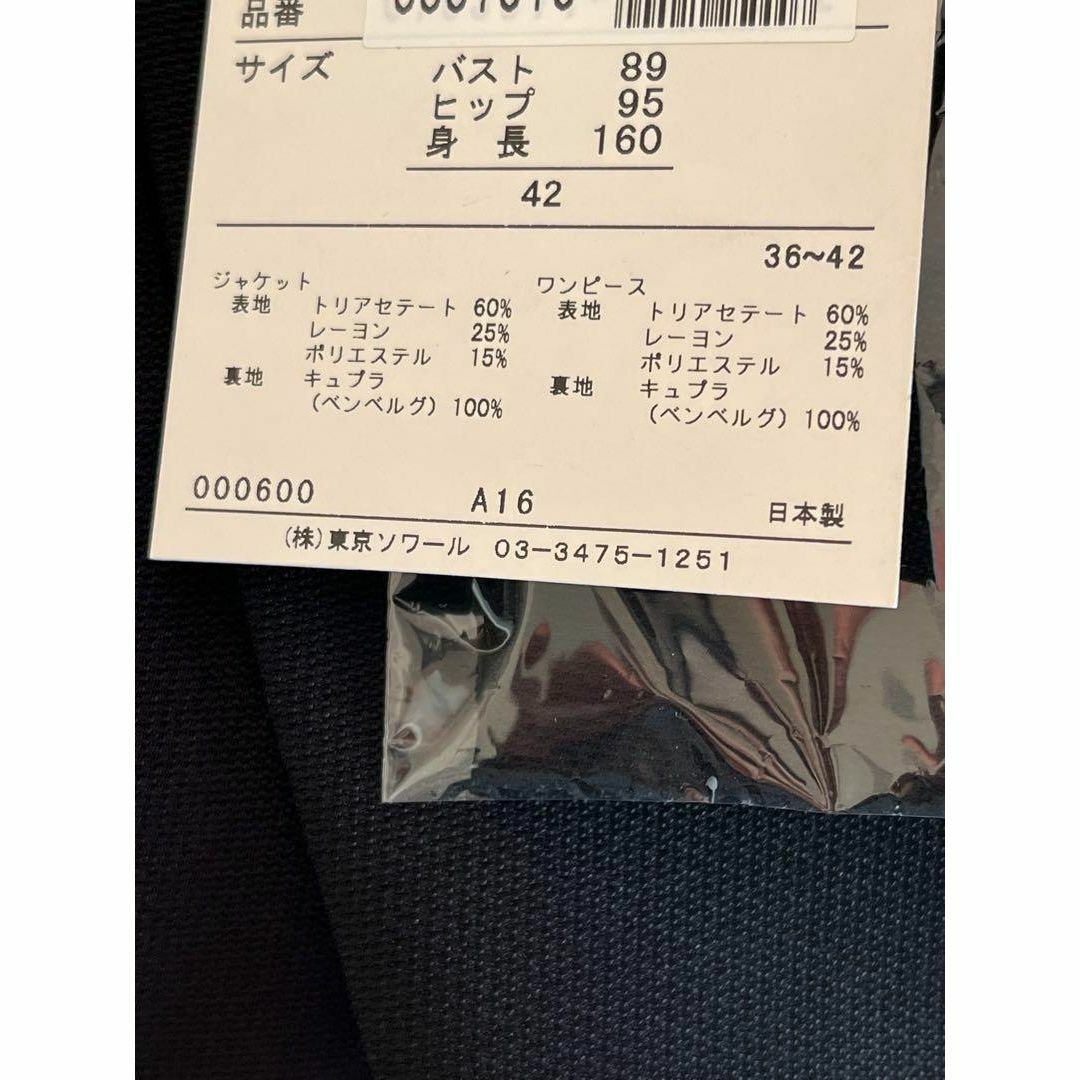 品番
サイズ バスト 89
ヒップ 95
身長 160
42
36~42
ジャケット
表地 トリアセテート 60%
レーヨン 25%
ポリエステル 15%
裏地 キュプラ
(ベンベルグ) 100%
ワンピース
表地 トリアセテート 60%
レーヨン 25%
ポリエステル 15%
裏地 キュプラ
(ベンベルグ) 100%
000600 A16 日本製
(株)東京ソワール 03-3475-1251